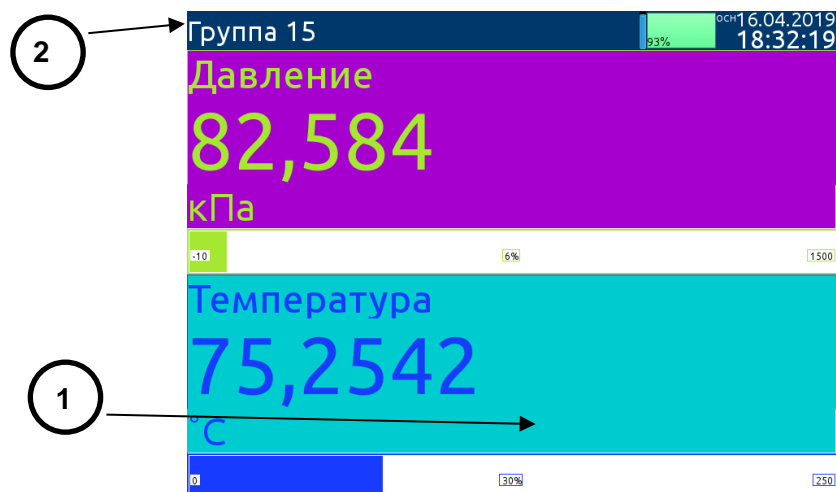 2
Группа 15
93%
осн16.04.2019
18:32:19
Давление
82,584
кПа
-10 6% 1500
Температура
75,2542
1
°C
0 30% 250